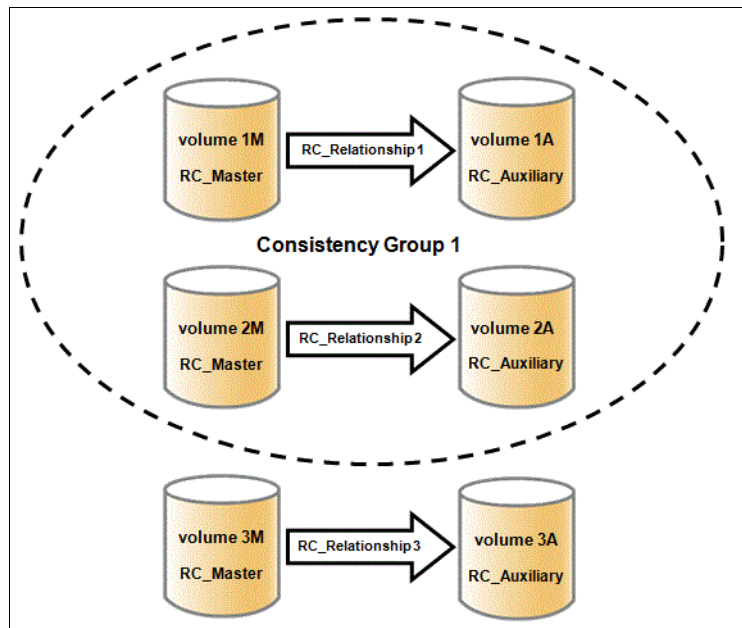 volume 1M
RC_Master
RC_Relationship1
volume 1A
RC_Auxiliary
Consistency Group 1
volume 2M
RC_Master
RC_Relationship2
volume 2A
RC_Auxiliary
volume 3M
RC_Master
RC_Relationship3
volume 3A
RC_Auxiliary